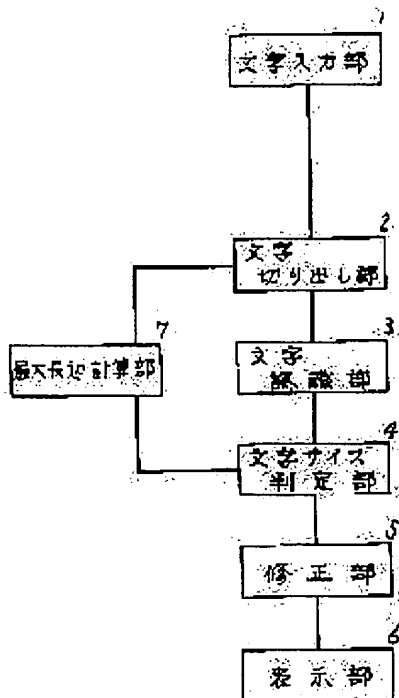 1
文字入力部
2
文字
切り出し部
7
3
最大長辺計算部
文字
認識部
4
文字サイズ
判定部
5
修正部
6
表示部